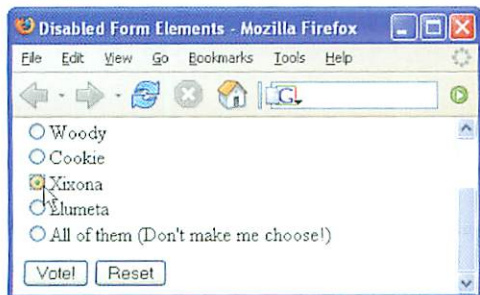 Disabled Form Elements - Mozilla Firefox
File Edit View Go Bookmarks Tools Help
G
Woody
Cookie
Xixona
Elumeta
All of them (Don't make me choose!)
Vote! Reset